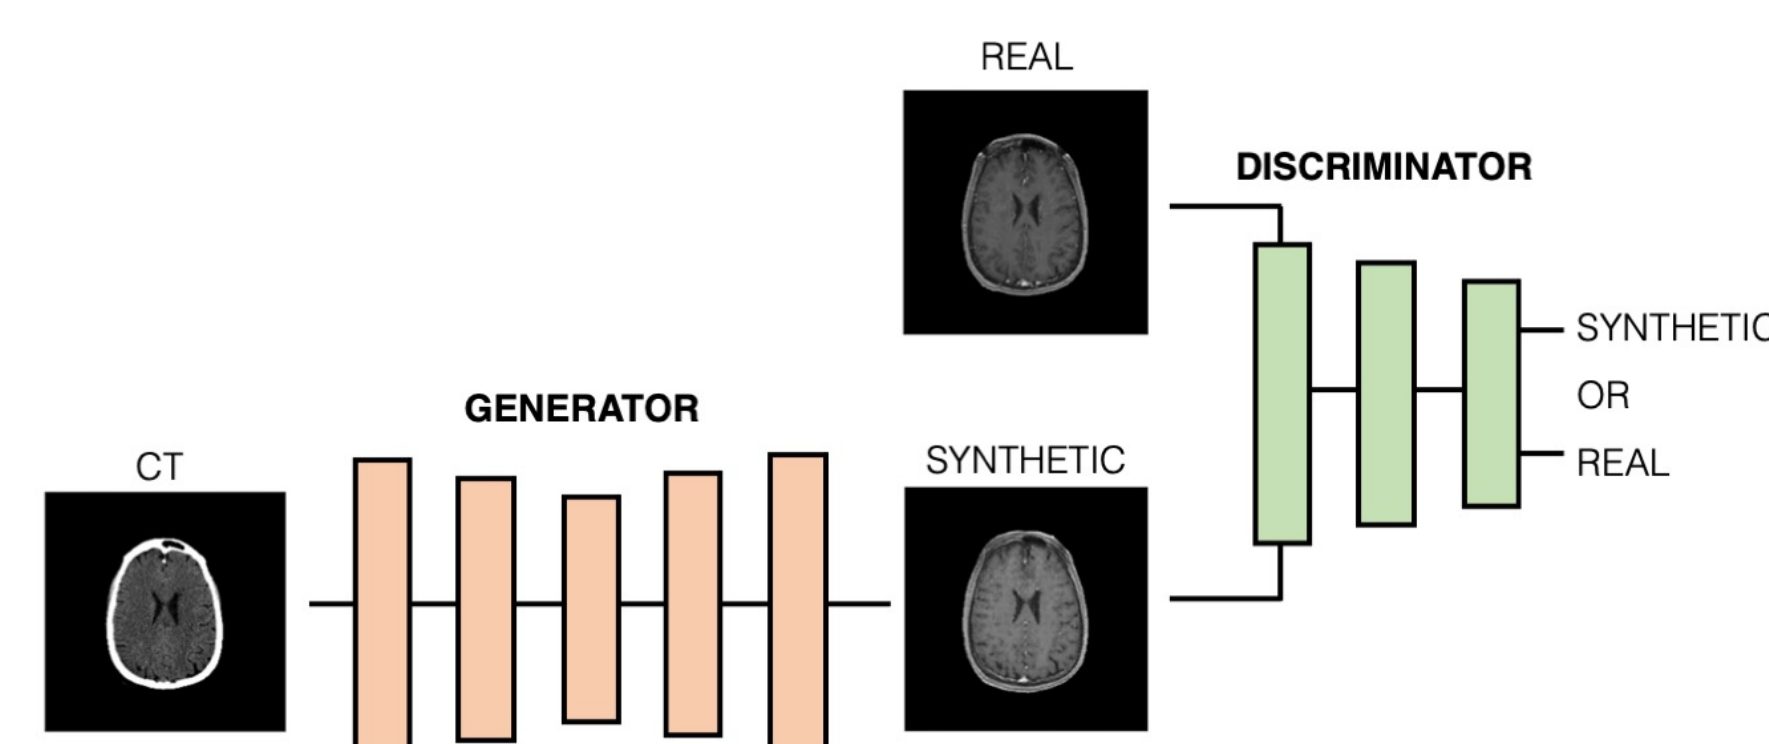 REAL
DISCRIMINATOR
SYNTHETIC
OR
REAL
GENERATOR
CT
SYNTHETIC